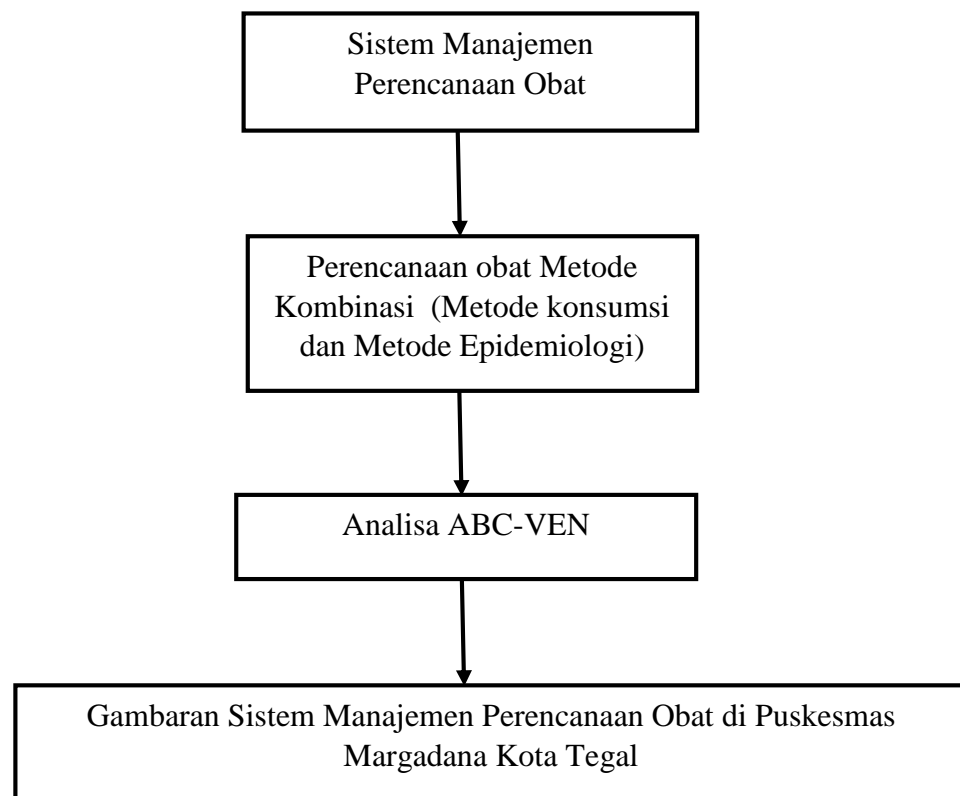 Sistem Manajemen
Perencanaan Obat
Perencanaan obat Metode
Kombinasi  (Metode konsumsi
dan Metode Epidemiologi)
Analisa ABC-VEN
Gambaran Sistem Manajemen Perencanaan Obat di Puskesmas
Margadana Kota Tegal